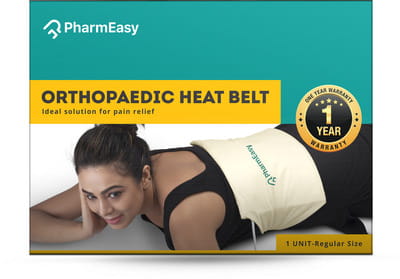 PharmEasy
ORTHOPAEDIC HEAT BELT
Ideal solution for pain relief
ONE YEAR WARRANTY
1
YEAR
WARRANTY
PharmEasy
1 UNIT-Regular Size